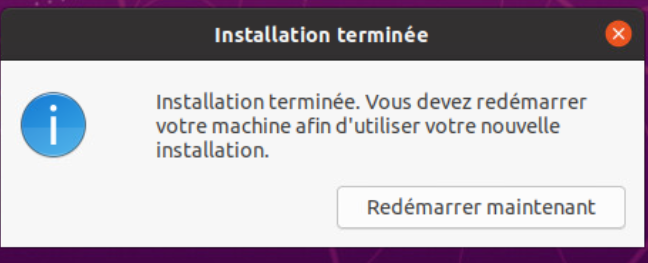 Installation terminée
Installation terminée. Vous devez redémarrer
votre machine afin d'utiliser votre nouvelle
installation.
Redémarrer maintenant